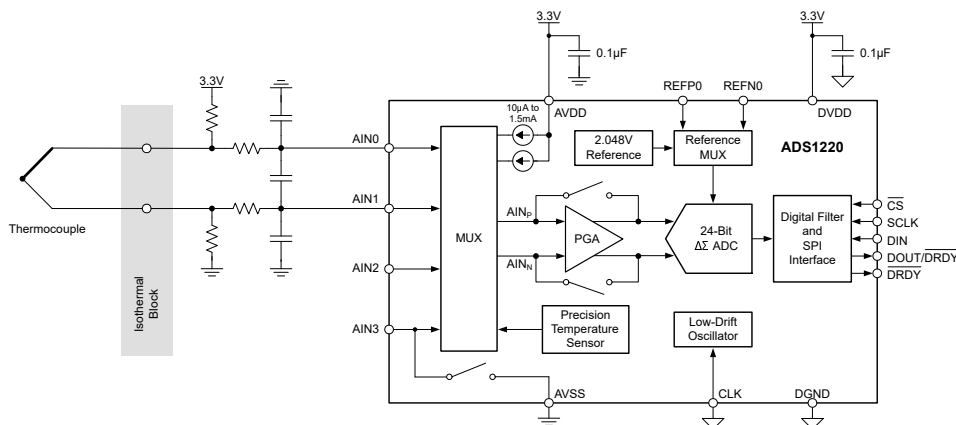 3.3V
0.1μF
3.3V
0.1μF
3.3V
REFP0
REFN0
AVDD
DVDD
10μA to
1.5mA
2.048V
Reference
Reference
MUX
ADS1220
AIN0
AIN1
AIN2
AIN3
MUX
AINP
AINN
PGA
24-Bit
ΔΣ ADC
Digital Filter
and
SPI
Interface
CS
SCLK
DIN
DOUT/DRDY
DRDY
Thermocouple
Isothermal
Block
Precision
Temperature
Sensor
Low-Drift
Oscillator
AVSS
CLK
DGND